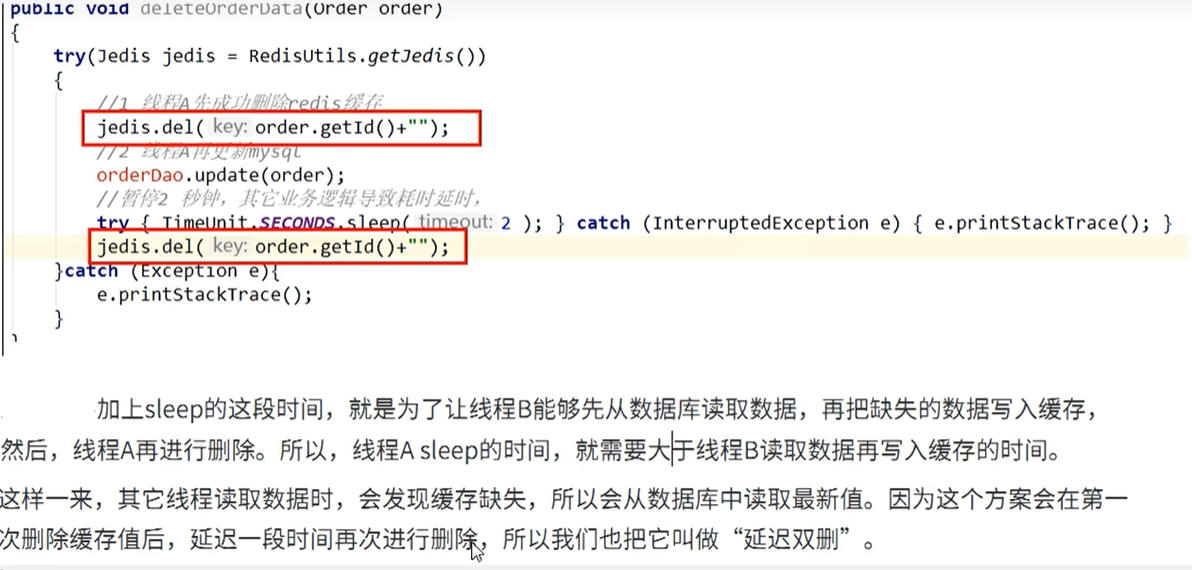 public void deleteOrderData(Order order)
{
try(Jedis jedis = RedisUtils.getJedis())
{
//1 线程A先成功删除redis缓存
jedis.del( key: order.getId()+"");
//2 线程A再更新mysql
orderDao.update(order);
//暂停2 秒钟，其它业务逻辑导致耗时延时，
try { TimeUnit.SECONDS.sleep( timeout: 2 ); } catch (InterruptedException e) { e.printStackTrace(); }
jedis.del( key: order.getId()+"");
}catch (Exception e){
e.printStackTrace();
}
}
加上sleep的这段时间，就是为了让线程B能够先从数据库读取数据，再把缺失的数据写入缓存，
然后，线程A再进行删除。所以，线程A sleep的时间，就需要大于线程B读取数据再写入缓存的时间。
这样一来，其它线程读取数据时，会发现缓存缺失，所以会从数据库中读取最新值。因为这个方案会在第一
次删除缓存值后，延迟一段时间再次进行删除，所以我们也把它叫做“延迟双删”。